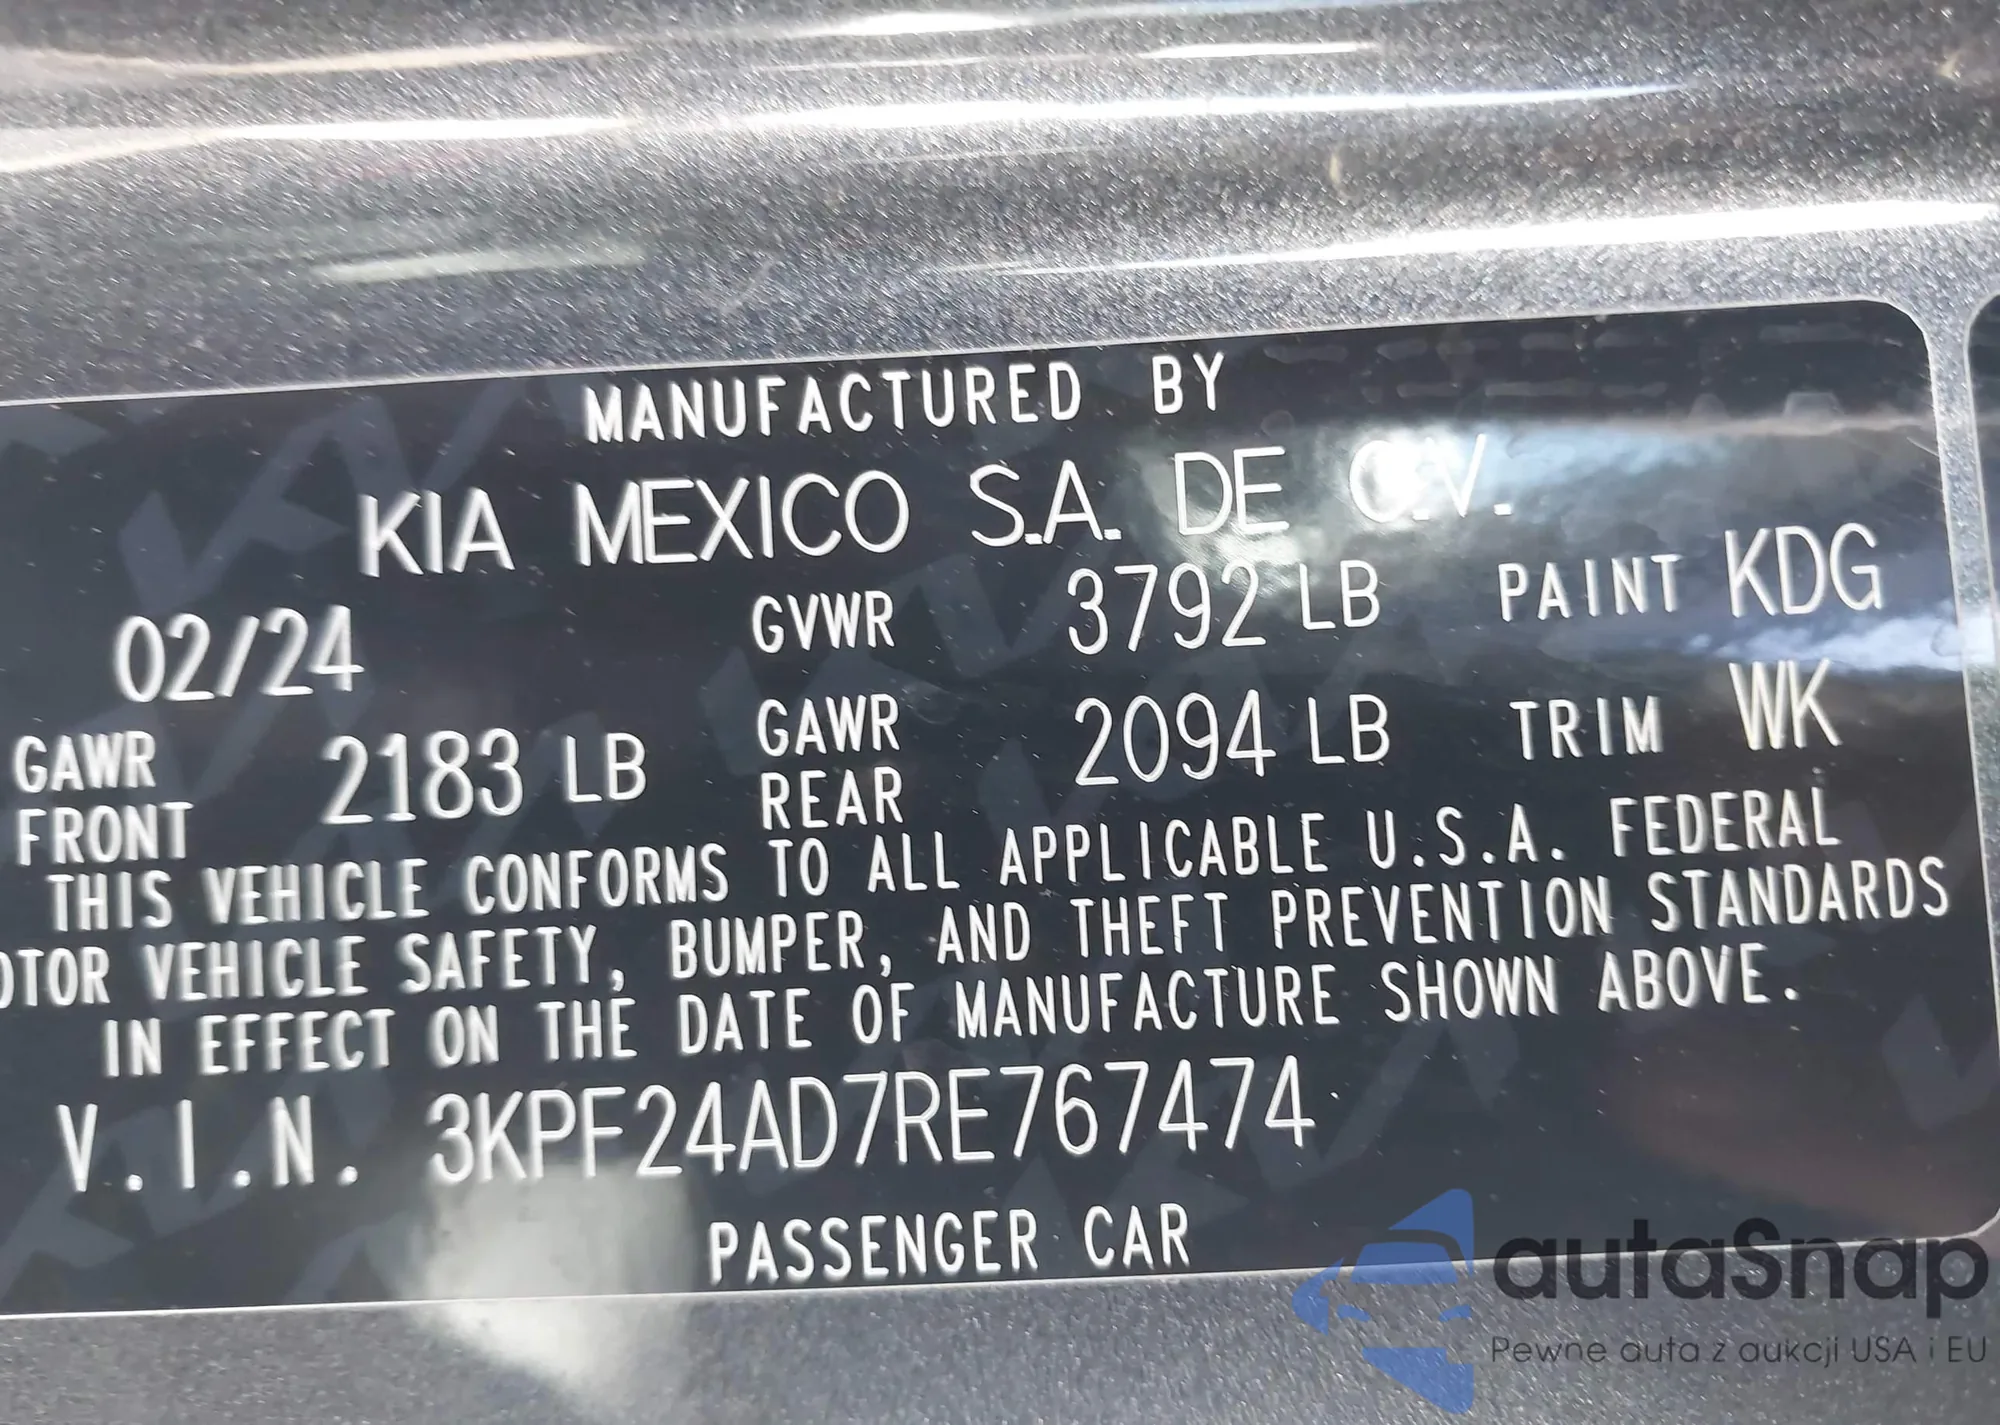 MANUFACTURED BY
KIA MEXICO S.A. DE C.V.
02/24 GVWR 3792 LB PAINT KDG
GAWR FRONT 2183 LB GAWR REAR 2094 LB TRIM WK
THIS VEHICLE CONFORMS TO ALL APPLICABLE U.S.A. FEDERAL
OTOR VEHICLE SAFETY, BUMPER, AND THEFT PREVENTION STANDARDS
IN EFFECT ON THE DATE OF MANUFACTURE SHOWN ABOVE.
V.I.N. 3KPF24AD7RE767474
PASSENGER CAR
autaSnap
Pewne auta z aukcji USA i EU